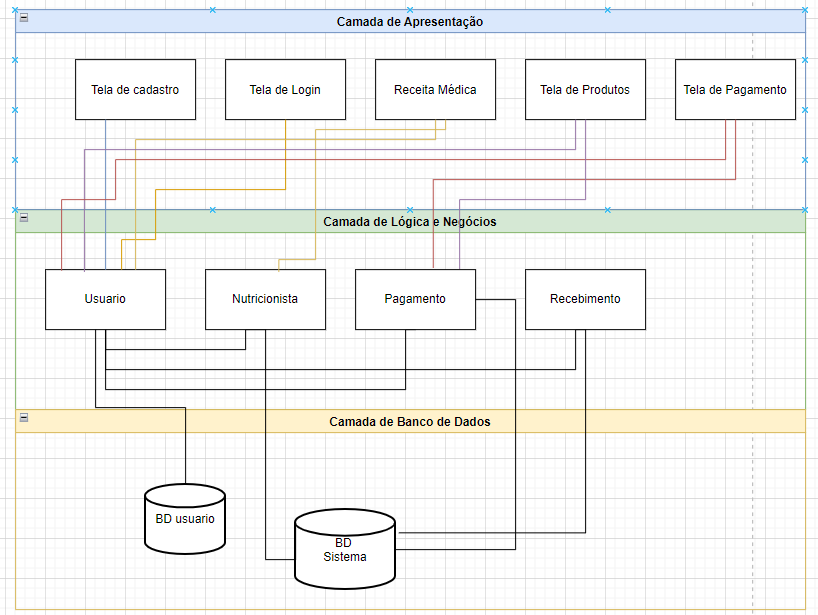 Camada de Apresentação
Tela de cadastro
Tela de Login
Receita Médica
Tela de Produtos
Tela de Pagamento
Camada de Lógica e Negócios
Usuario
Nutricionista
Pagamento
Recebimento
Camada de Banco de Dados
BD usuario
BD
Sistema